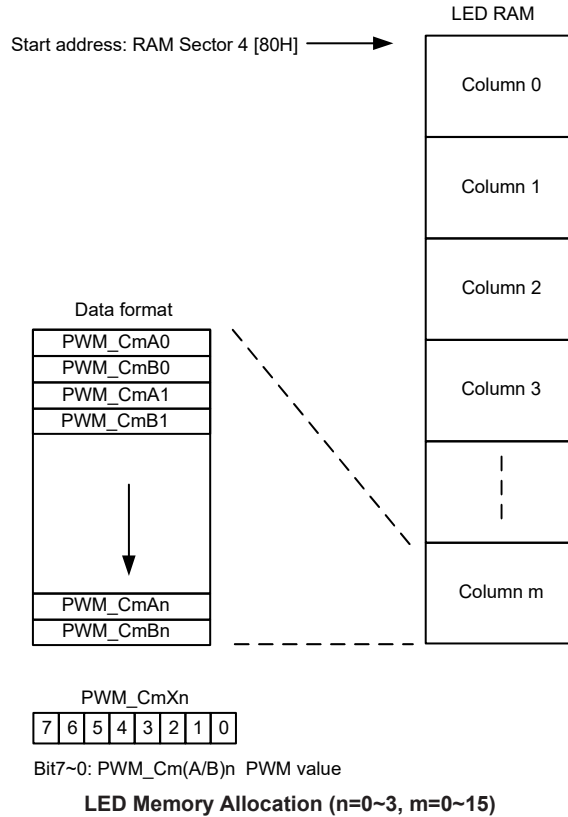 LED RAM
Start address: RAM Sector 4 [80H]
Column 0
Column 1
Column 2
Column 3
Column m
Data format
PWM_CmA0
PWM_CmB0
PWM_CmA1
PWM_CmB1
PWM_CmAn
PWM_CmBn
PWM_CmXn
7 6 5 4 3 2 1 0
Bit7~0: PWM_Cm(A/B)n PWM value
LED Memory Allocation (n=0~3, m=0~15)